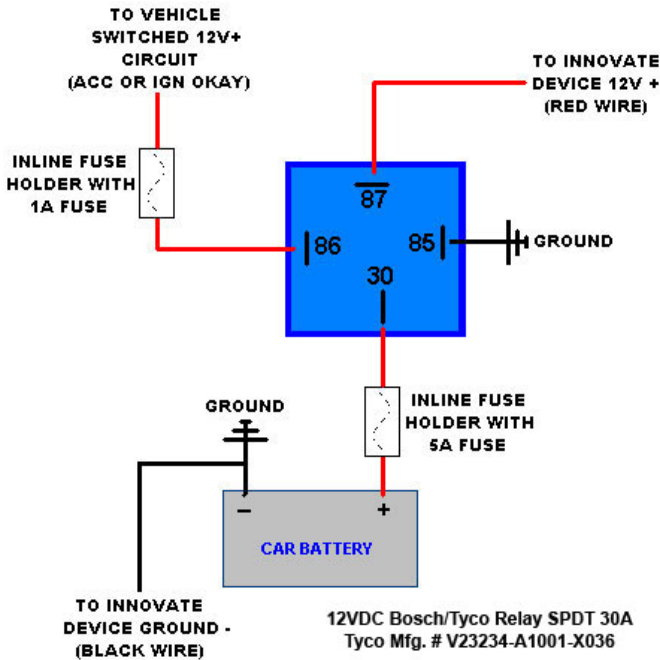 TO VEHICLE
SWITCHED 12V+
CIRCUIT
(ACC OR IGN OKAY)
TO INNOVATE
DEVICE 12V +
(RED WIRE)
INLINE FUSE
HOLDER WITH
1A FUSE
87
86
85
GROUND
30
INLINE FUSE
HOLDER WITH
5A FUSE
GROUND
–
+
CAR BATTERY
TO INNOVATE
DEVICE GROUND -
(BLACK WIRE)
12VDC Bosch/Tyco Relay SPDT 30A
Tyco Mfg. # V23234-A1001-X036